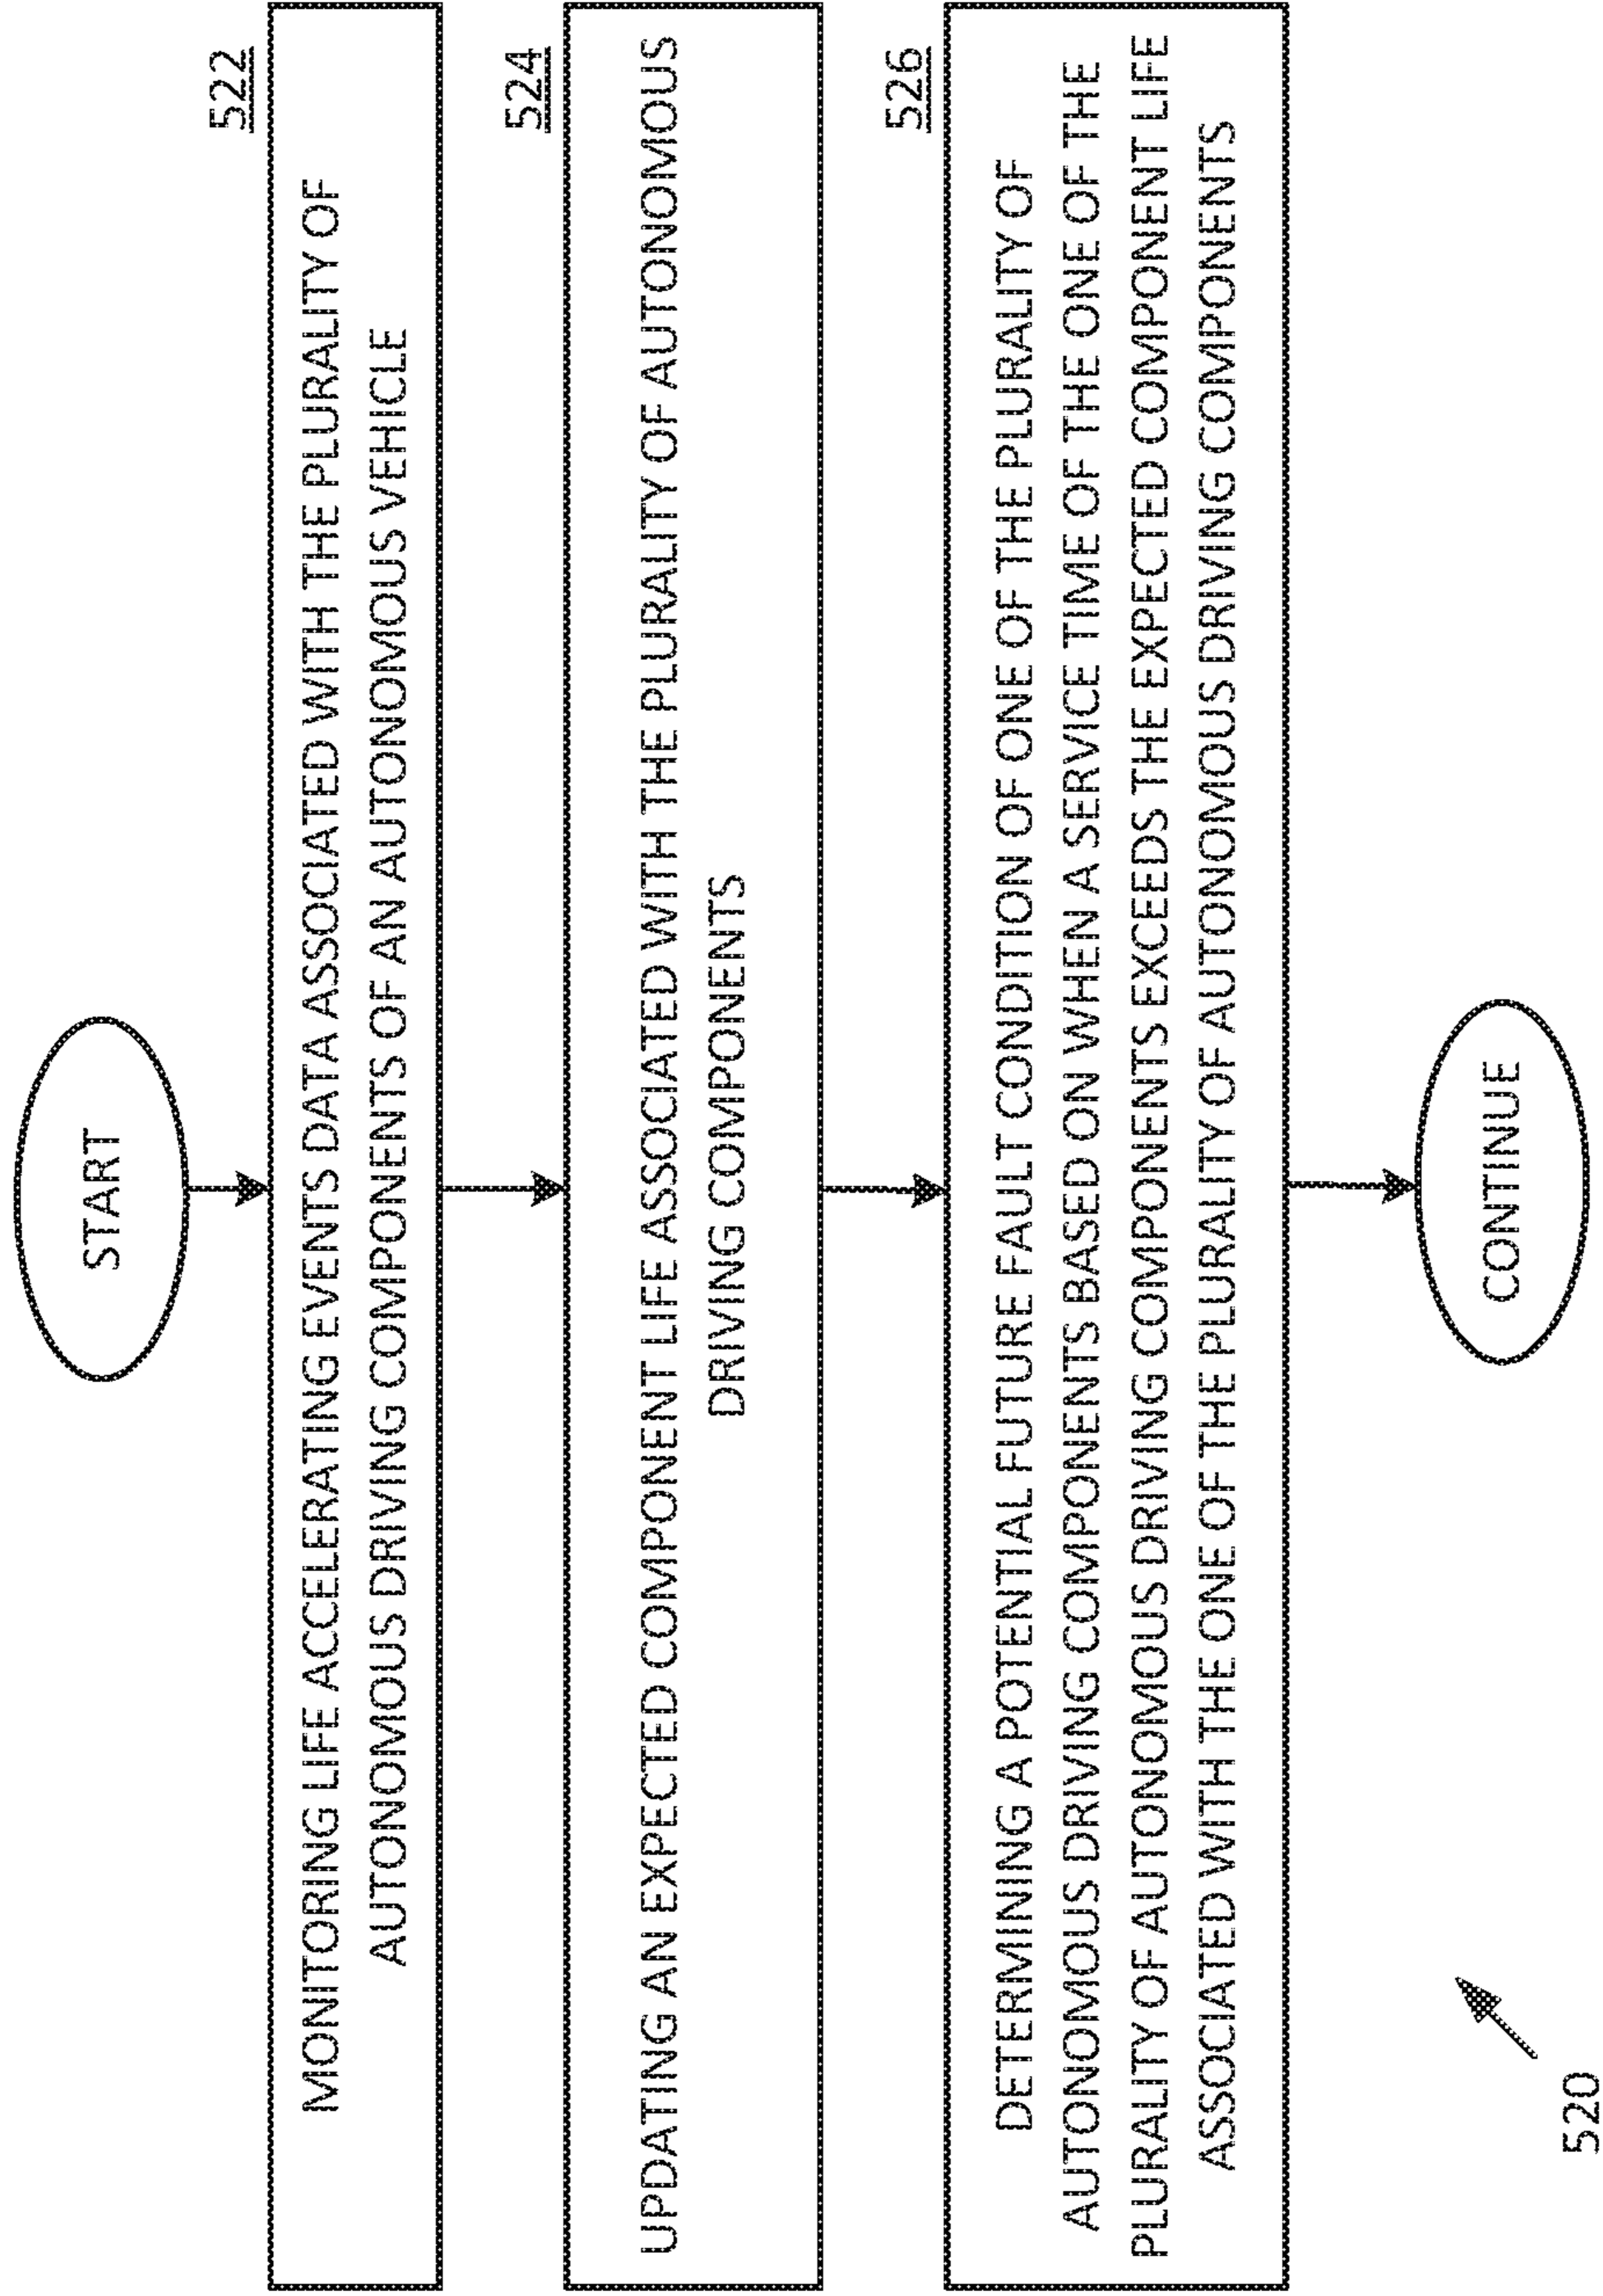 START
522
MONITORING LIFE ACCELERATING EVENTS DATA ASSOCIATED WITH THE PLURALITY OF
AUTONOMOUS DRIVING COMPONENTS OF AN AUTONOMOUS VEHICLE
524
UPDATING AN EXPECTED COMPONENT LIFE ASSOCIATED WITH THE PLURALITY OF AUTONOMOUS
DRIVING COMPONENTS
526
DETERMINING A POTENTIAL FUTURE FAULT CONDITION OF ONE OF THE PLURALITY OF
AUTONOMOUS DRIVING COMPONENTS BASED ON WHEN A SERVICE TIME OF THE ONE OF THE
PLURALITY OF AUTONOMOUS DRIVING COMPONENTS EXCEEDS THE EXPECTED COMPONENT LIFE
ASSOCIATED WITH THE ONE OF THE PLURALITY OF AUTONOMOUS DRIVING COMPONENTS
CONTINUE
520